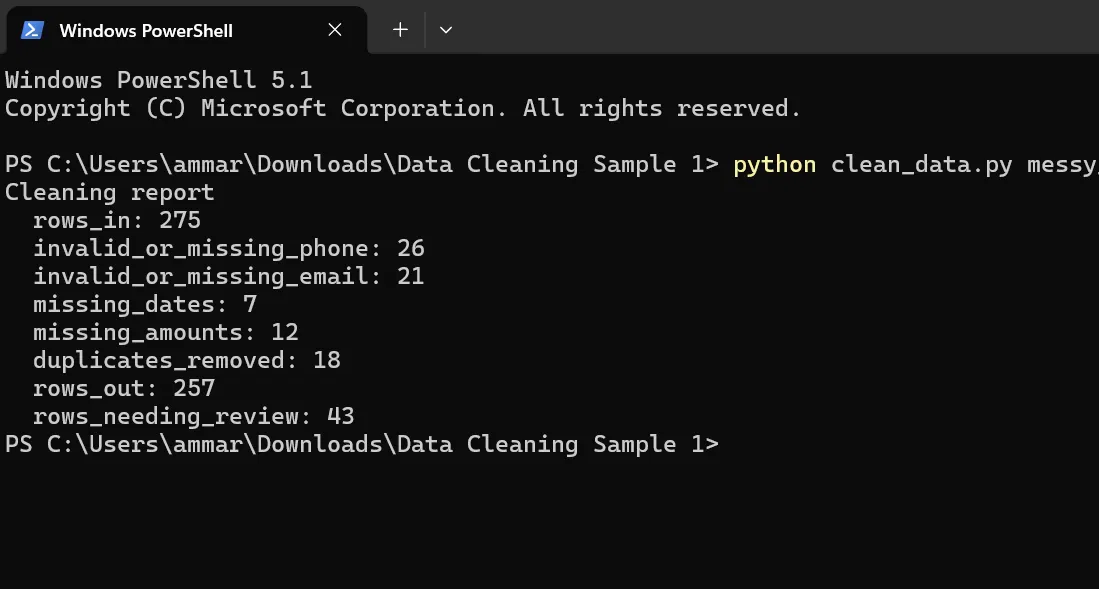 Windows PowerShell
Windows PowerShell 5.1
Copyright (C) Microsoft Corporation. All rights reserved.
PS C:\Users\ammar\Downloads\Data Cleaning Sample 1> python clean_data.py messy
Cleaning report
rows_in: 275
invalid_or_missing_phone: 26
invalid_or_missing_email: 21
missing_dates: 7
missing_amounts: 12
duplicates_removed: 18
rows_out: 257
rows_needing_review: 43
PS C:\Users\ammar\Downloads\Data Cleaning Sample 1>